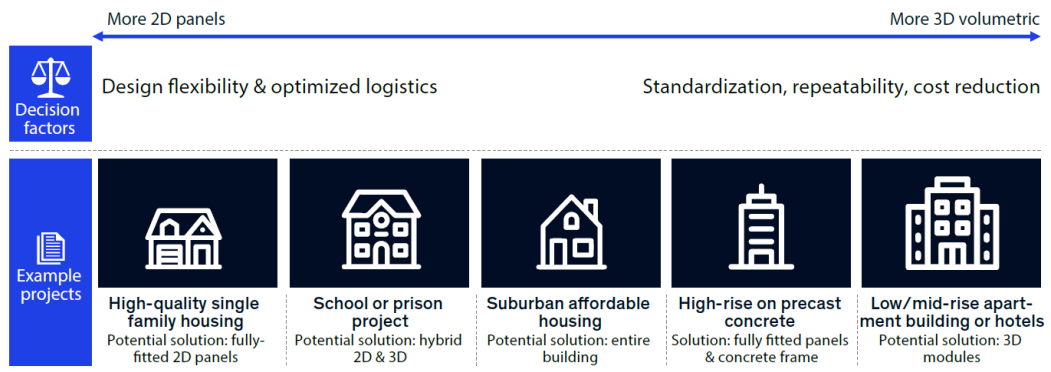 More 2D panels
More 3D volumetric
Decision
factors
Design flexibility & optimized logistics
Standardization, repeatability, cost reduction
Example
projects
High-quality single
family housing
Potential solution: fully-
fitted 2D panels
School or prison
project
Potential solution: hybrid
2D & 3D
Suburban affordable
housing
Potential solution: entire
building
High-rise on precast
concrete
Solution: fully fitted panels
& concrete frame
Low/mid-rise apart-
ment building or hotels
Potential solution: 3D
modules